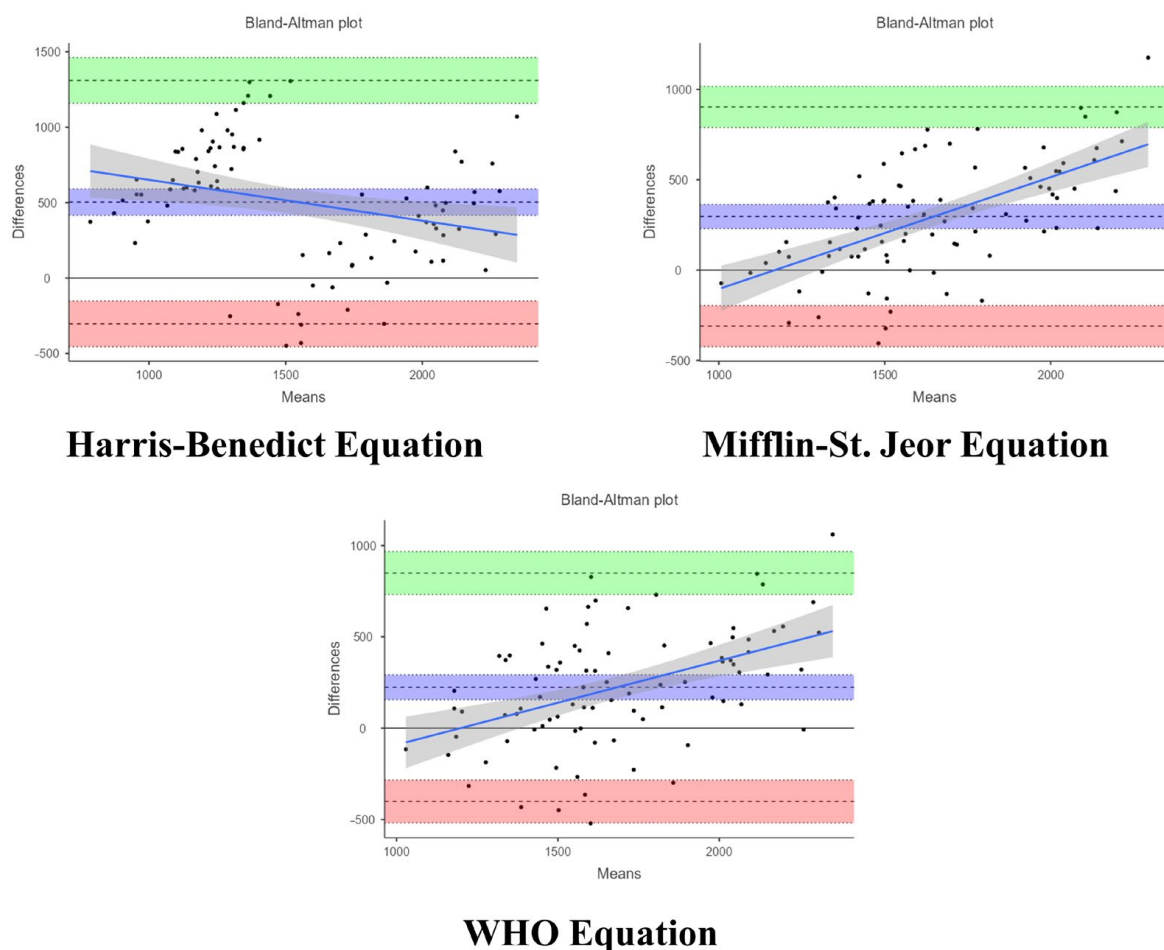 Bland-Altman plot
1500
1000
500
0
−500
Differences
1000
1500
2000
Means
Harris-Benedict Equation
Bland-Altman plot
1000
500
0
−500
Differences
1000
1500
2000
Means
Mifflin-St. Jeor Equation
Bland-Altman plot
1000
500
0
−500
Differences
1000
1500
2000
Means
WHO Equation